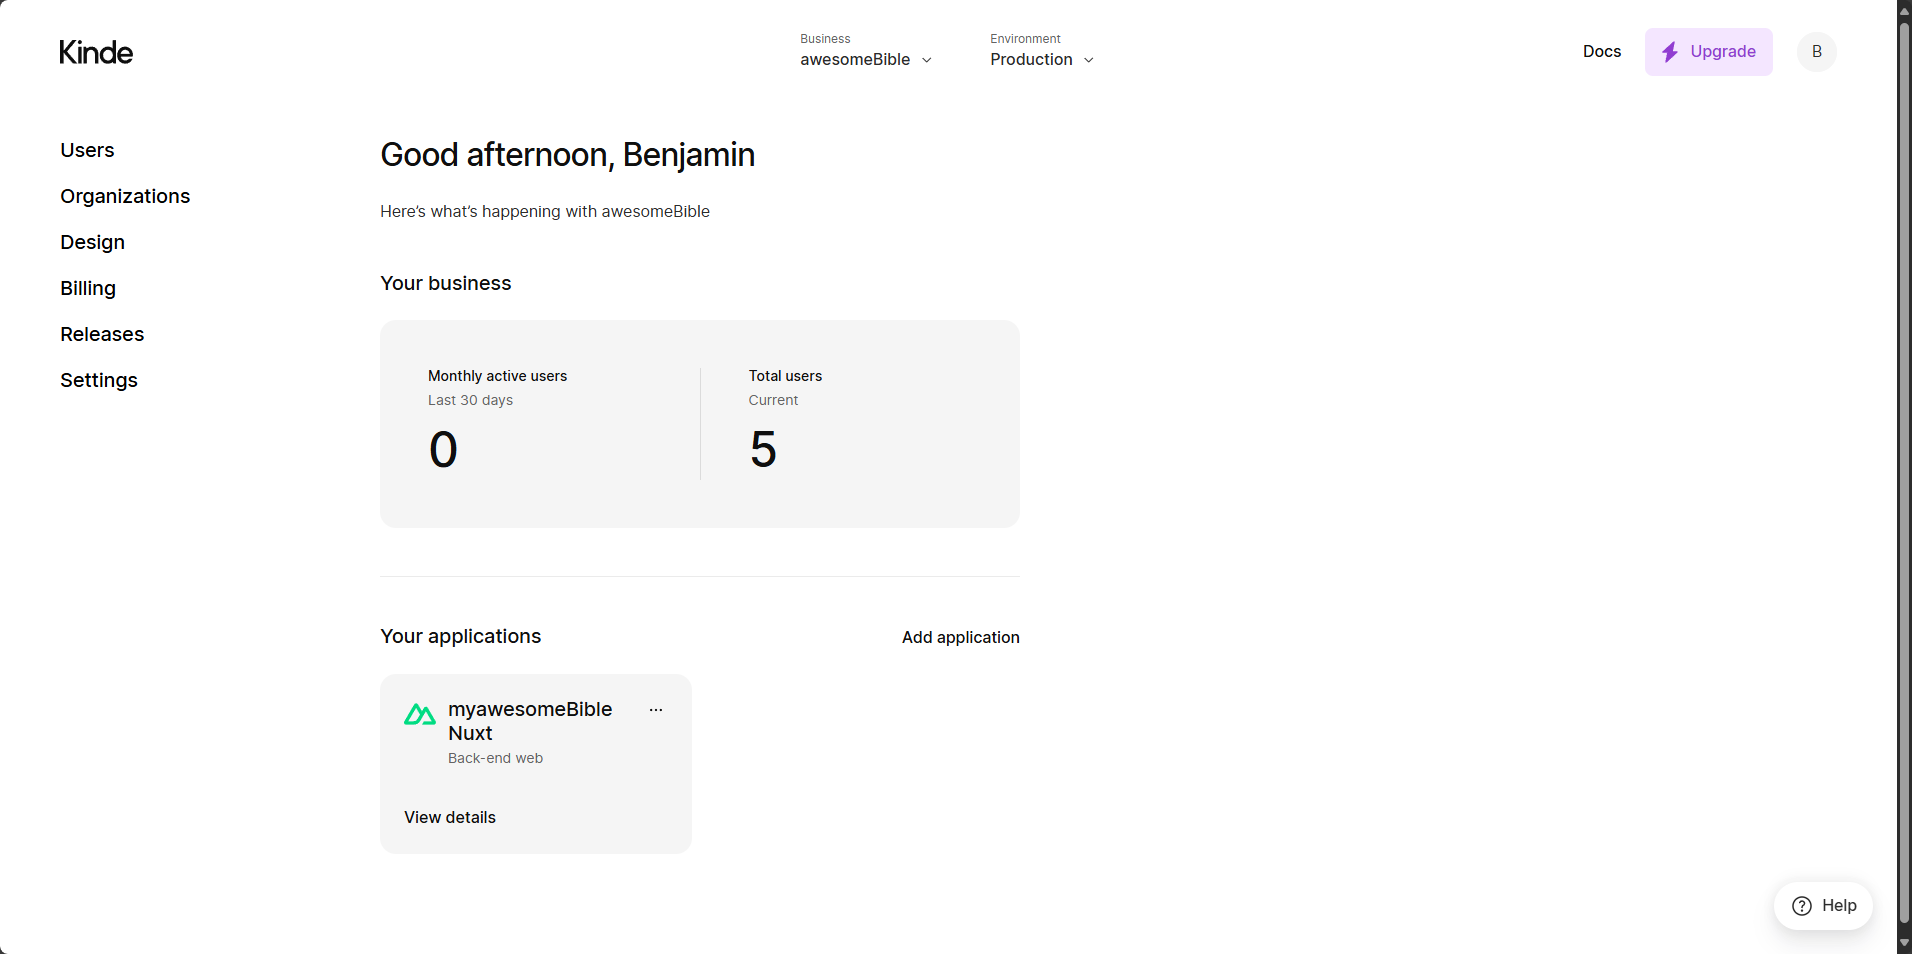 Kinde
Business
awesomeBible
Environment
Production
Docs
Upgrade
B
Users
Organizations
Design
Billing
Releases
Settings
Good afternoon, Benjamin
Here’s what’s happening with awesomeBible
Your business
Monthly active users
Last 30 days
0
Total users
Current
5
Your applications
Add application
myawesomeBible
Nuxt
...
Back-end web
View details
Help